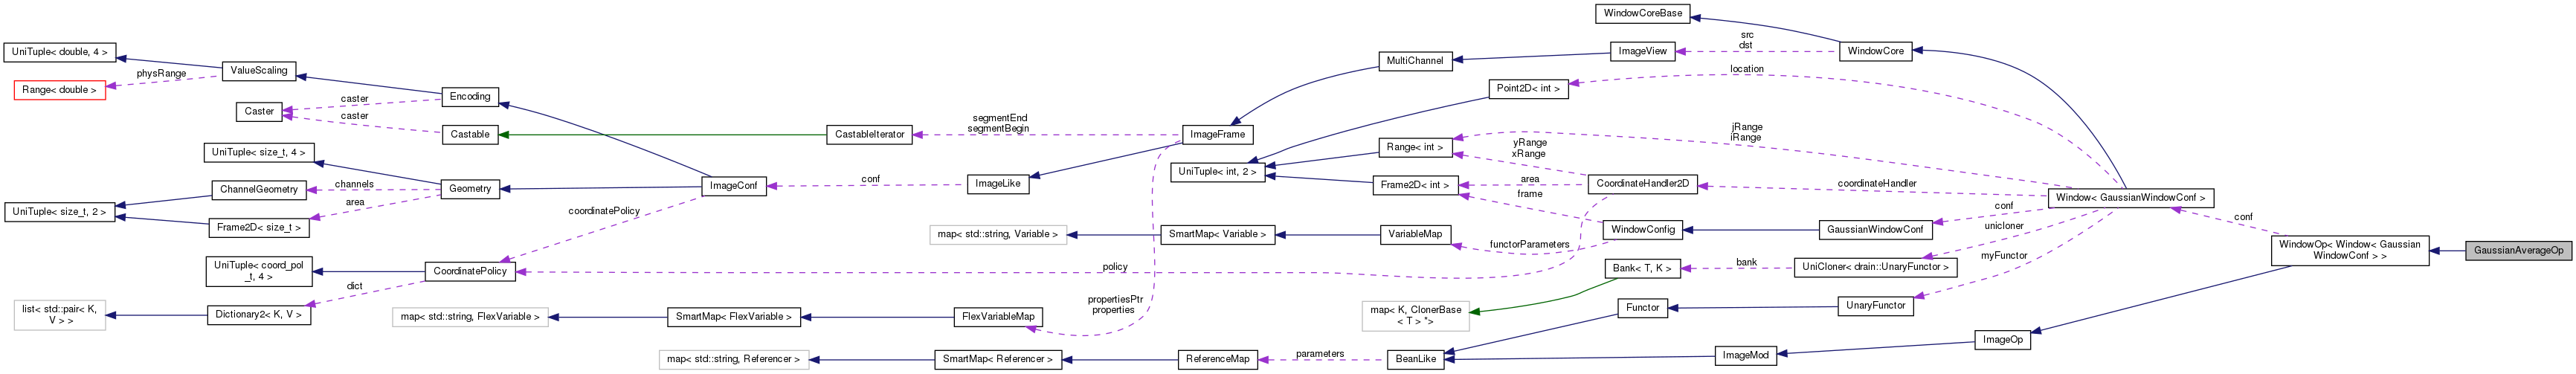 UniTuple< double, 4 >
Range< double >
physRange
ValueScaling
Caster
caster
caster
Encoding
Castable
UniTuple< size_t, 4 >
ChannelGeometry
channels
Geometry
UniTuple< size_t, 2 >
area
Frame2D< size_t >
coordinatePolicy
ImageConf
UniTuple< coord_pol
_t, 4 >
CoordinatePolicy
dict
list< std::pair< K,
V > >
Dictionary2< K, V >
CastableIterator
segmentEnd
segmentBegin
conf
ImageLike
ImageFrame
MultiChannel
ImageView
src
dst
WindowCoreBase
WindowCore
Point2D< int >
location
UniTuple< int, 2 >
Range< int >
Frame2D< int >
yRange
xRange
area
frame
jRange
iRange
CoordinateHandler2D
coordinateHandler
Window< GaussianWindowConf >
map< std::string, Variable >
SmartMap< Variable >
VariableMap
functorParameters
WindowConfig
GaussianWindowConf
conf
unicloner
myFunctor
policy
Bank< T, K >
bank
UniCloner< drain::UnaryFunctor >
map< K, ClonerBase
< T > *>
Functor
UnaryFunctor
conf
WindowOp< Window< Gaussian
WindowConf > >
GaussianAverageOp
propertiesPtr
properties
map< std::string, FlexVariable >
SmartMap< FlexVariable >
FlexVariableMap
map< std::string, Referencer >
SmartMap< Referencer >
ReferenceMap
parameters
BeanLike
ImageMod
ImageOp